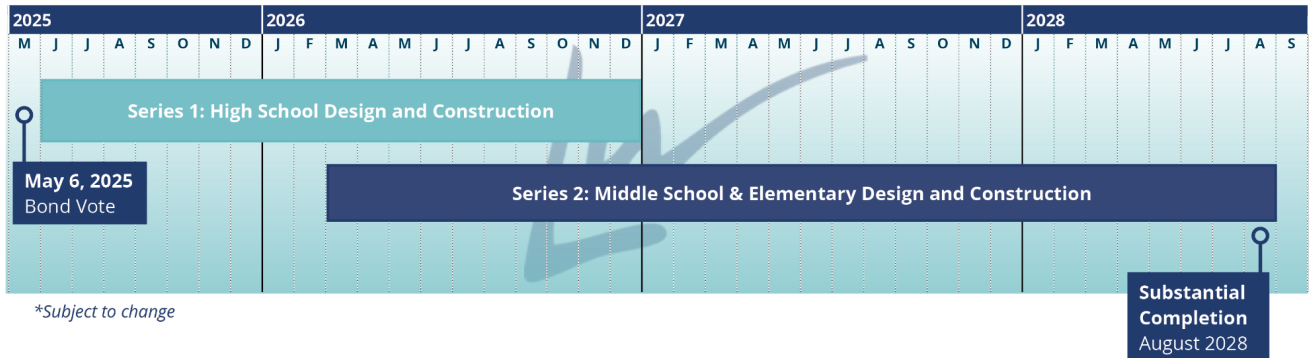 2025 2026 2027 2028
M J J A S O N D J F M A M J J A S O N D J F M A M J J A S O N D J F M A M J J A S
Series 1: High School Design and Construction
May 6, 2025
Bond Vote
Series 2: Middle School & Elementary Design and Construction
Substantial
Completion
August 2028
*Subject to change